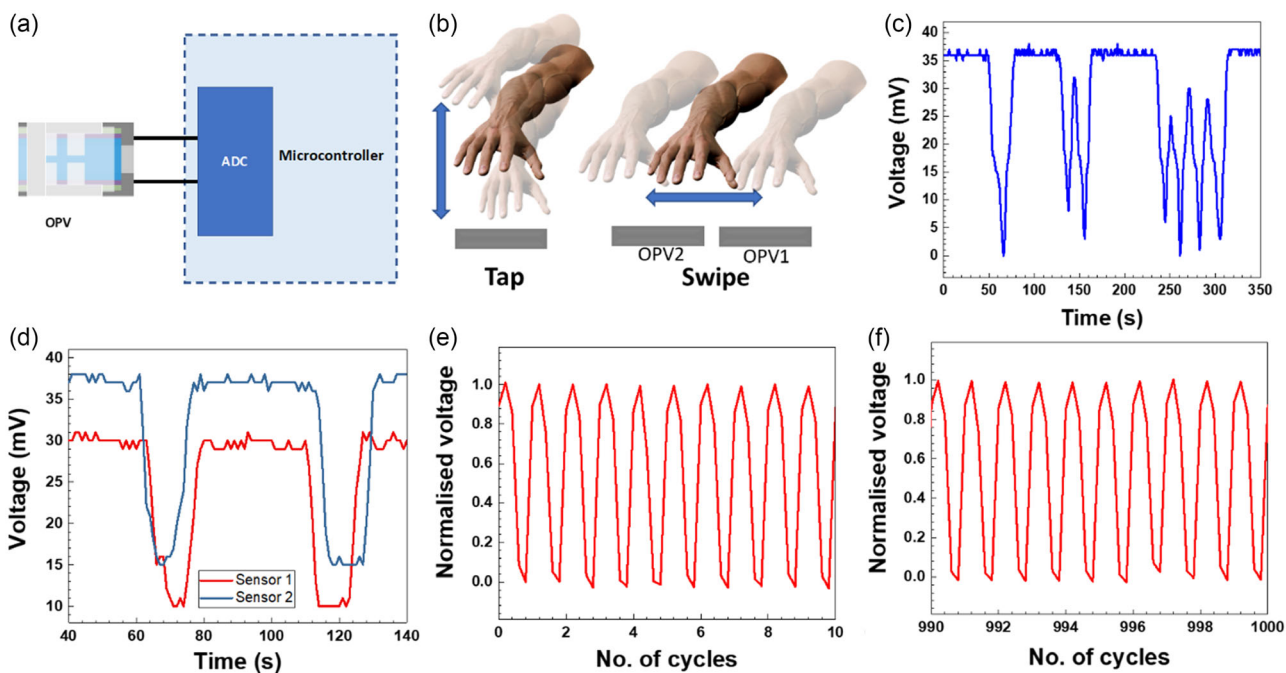 (a)
ADC
Microcontroller
OPV
(b)
OPV2
OPV1
Tap
Swipe
(c)
Voltage (mV)
40
35
30
25
20
15
10
5
0
0 50 100 150 200 250 300 350
Time (s)
(d)
Voltage (mV)
40
35
30
25
20
15
10
Sensor 1
Sensor 2
40 60 80 100 120 140
Time (s)
(e)
Normalised voltage
1.0
0.8
0.6
0.4
0.2
0.0
0 2 4 6 8 10
No. of cycles
(f)
Normalised voltage
1.0
0.8
0.6
0.4
0.2
0.0
990 992 994 996 998 1000
No. of cycles